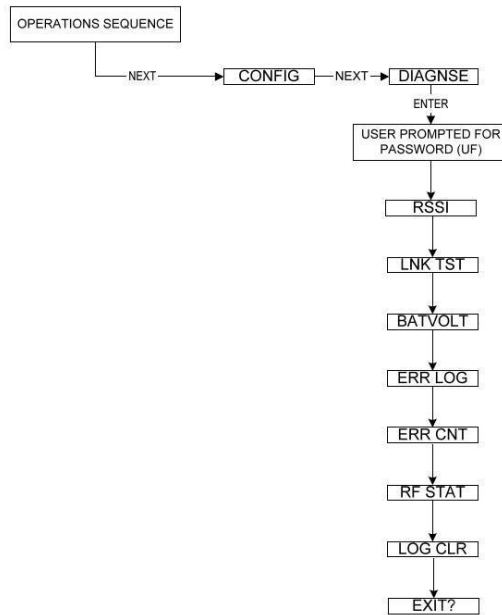 OPERATIONS SEQUENCE
NEXT
CONFIG
NEXT
DIAGNSE
ENTER
USER PROMPTED FOR
PASSWORD (UF)
RSSI
LNK TST
BATVOLT
ERR LOG
ERR CNT
RF STAT
LOG CLR
EXIT?